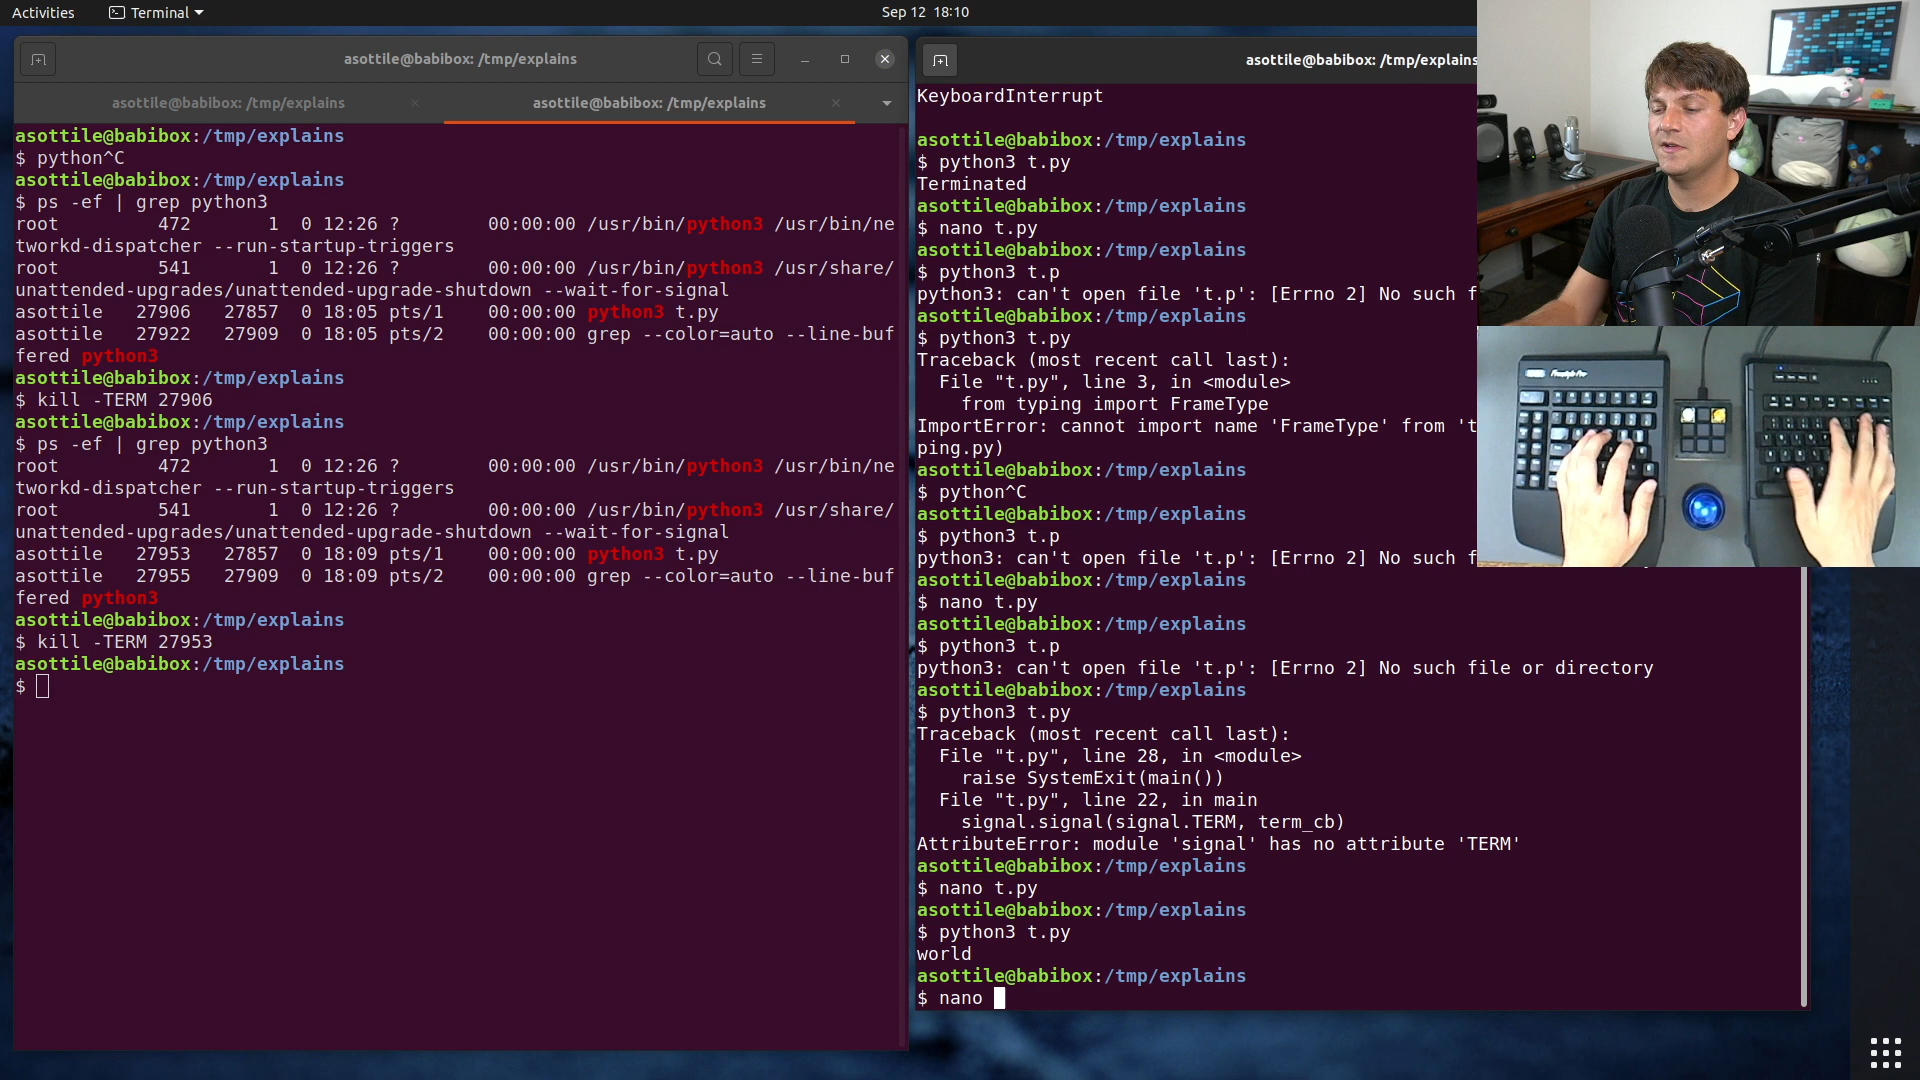 Activities
Terminal
Sep 12 18:10
asottile@babibox: /tmp/explains
asottile@babibox: /tmp/explains
asottile@babibox: /tmp/explains
asottile@babibox:/tmp/explains
$ python^C
asottile@babibox:/tmp/explains
$ ps -ef | grep python3
root         472       1  0 12:26 ?        00:00:00 /usr/bin/python3 /usr/bin/ne
tworkd-dispatcher --run-startup-triggers
root         541       1  0 12:26 ?        00:00:00 /usr/bin/python3 /usr/share/
unattended-upgrades/unattended-upgrade-shutdown --wait-for-signal
asottile   27906   27857  0 18:05 pts/1    00:00:00 python3 t.py
asottile   27922   27909  0 18:05 pts/2    00:00:00 grep --color=auto --line-buf
fered python3
asottile@babibox:/tmp/explains
$ kill -TERM 27906
asottile@babibox:/tmp/explains
$ ps -ef | grep python3
root         472       1  0 12:26 ?        00:00:00 /usr/bin/python3 /usr/bin/ne
tworkd-dispatcher --run-startup-triggers
root         541       1  0 12:26 ?        00:00:00 /usr/bin/python3 /usr/share/
unattended-upgrades/unattended-upgrade-shutdown --wait-for-signal
asottile   27953   27857  0 18:09 pts/1    00:00:00 python3 t.py
asottile   27955   27909  0 18:09 pts/2    00:00:00 grep --color=auto --line-buf
fered python3
asottile@babibox:/tmp/explains
$ kill -TERM 27953
asottile@babibox:/tmp/explains
$
asottile@babibox: /tmp/explains
KeyboardInterrupt
asottile@babibox:/tmp/explains
$ python3 t.py
Terminated
asottile@babibox:/tmp/explains
$ nano t.py
asottile@babibox:/tmp/explains
$ python3 t.p
python3: can't open file 't.p': [Errno 2] No such f
asottile@babibox:/tmp/explains
$ python3 t.py
Traceback (most recent call last):
  File "t.py", line 3, in <module>
    from typing import FrameType
ImportError: cannot import name 'FrameType' from 't
ping.py)
asottile@babibox:/tmp/explains
$ python^C
asottile@babibox:/tmp/explains
$ python3 t.p
python3: can't open file 't.p': [Errno 2] No such f
asottile@babibox:/tmp/explains
$ nano t.py
asottile@babibox:/tmp/explains
$ python3 t.p
python3: can't open file 't.p': [Errno 2] No such file or directory
asottile@babibox:/tmp/explains
$ python3 t.py
Traceback (most recent call last):
  File "t.py", line 28, in <module>
    raise SystemExit(main())
  File "t.py", line 22, in main
    signal.signal(signal.TERM, term_cb)
AttributeError: module 'signal' has no attribute 'TERM'
asottile@babibox:/tmp/explains
$ nano t.py
asottile@babibox:/tmp/explains
$ python3 t.py
world
asottile@babibox:/tmp/explains
$ nano